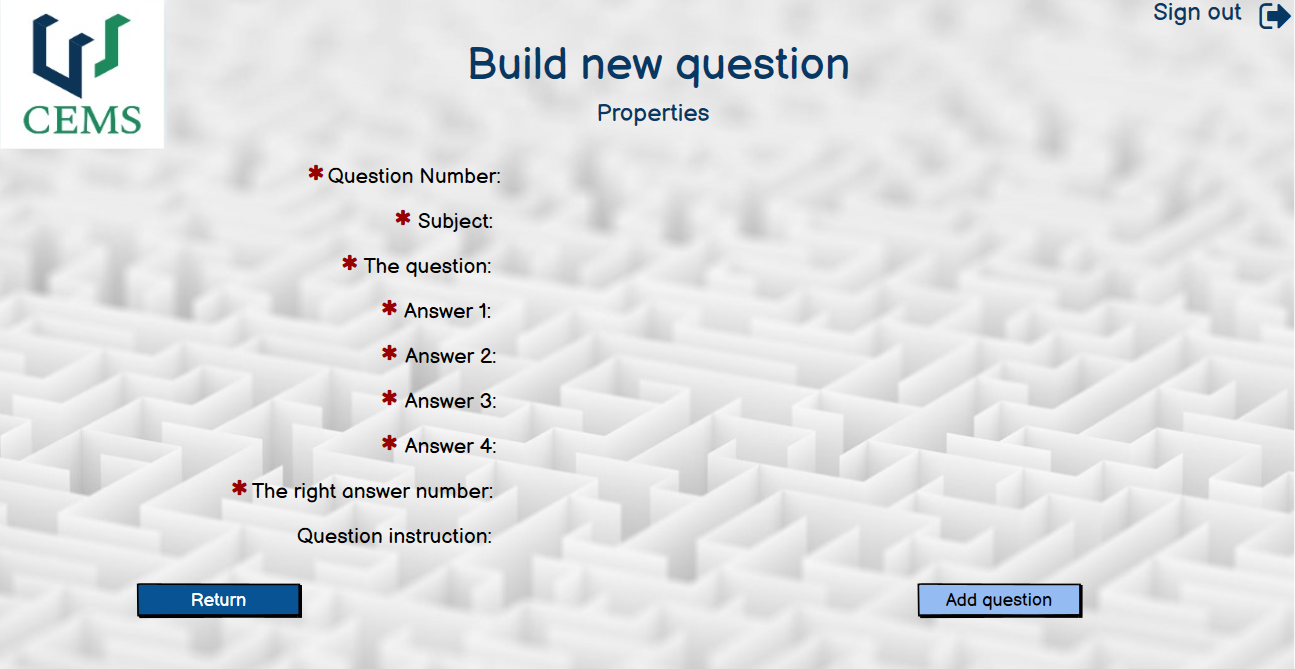 Sign out
CEMS
Build new question
Properties
* Question Number:
* Subject:
* The question:
* Answer 1:
* Answer 2:
* Answer 3:
* Answer 4:
* The right answer number:
Question instruction:
Return
Add question